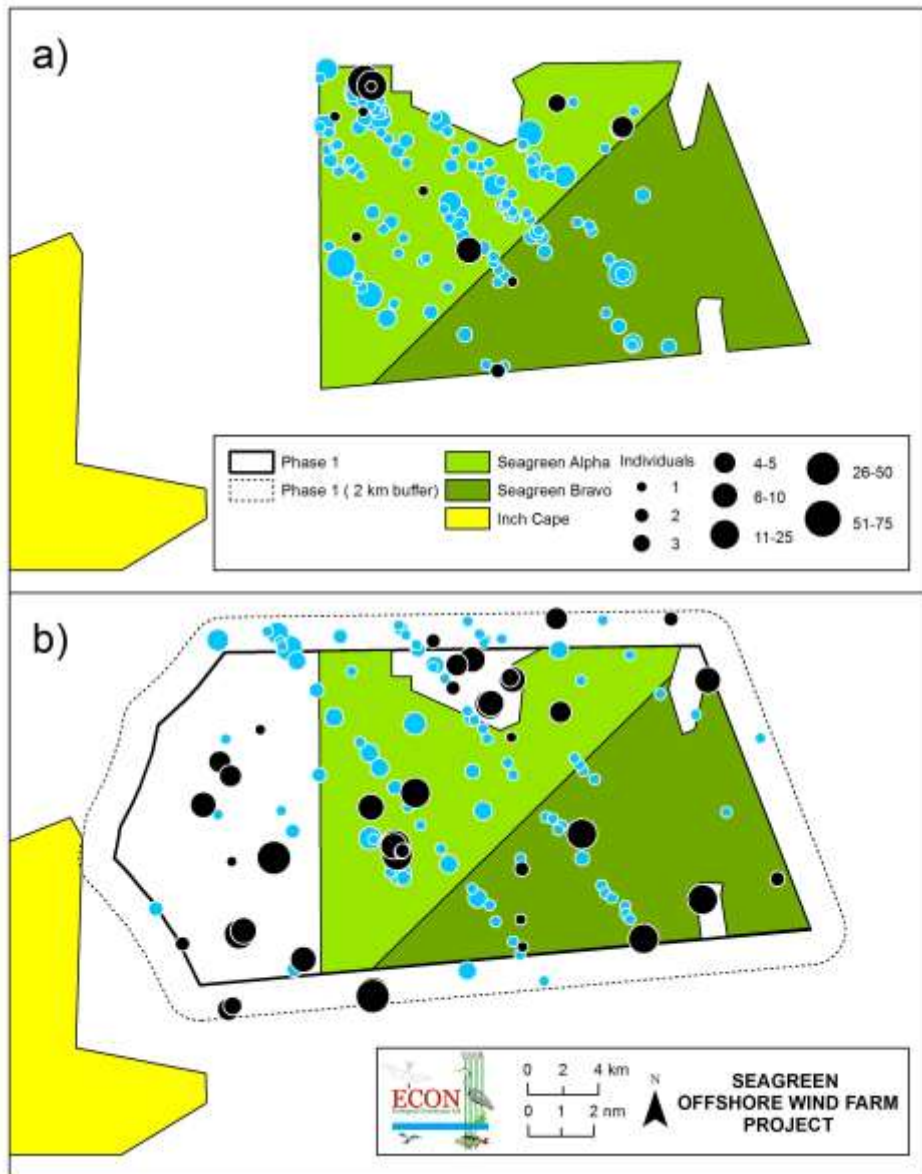 a)
Phase 1
Phase 1 ( 2 km buffer)
Seagreen Alpha
Seagreen Bravo
Inch Cape
Individuals
1
2
3
4-5
6-10
11-25
26-50
51-75
b)
ECON
0 2 4 km
0 1 2 nm
N
SEAGREEN
OFFSHORE WIND FARM
PROJECT